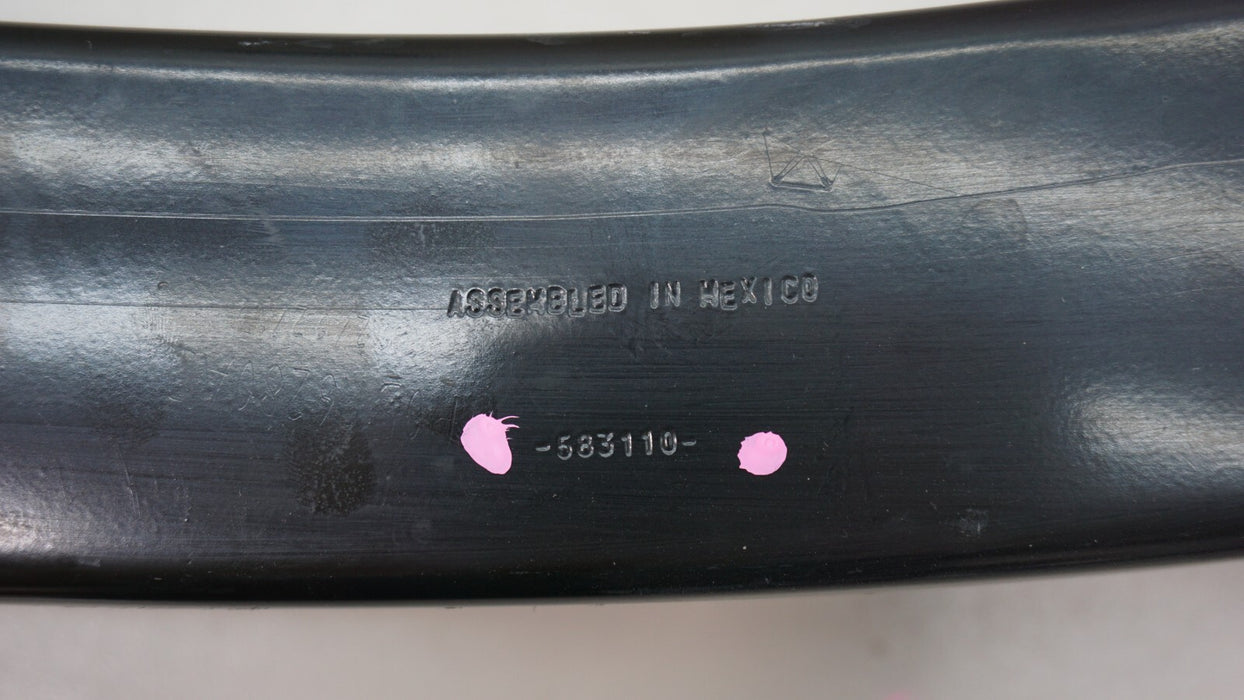 ASSEMBLED IN MEXICO
-583110-